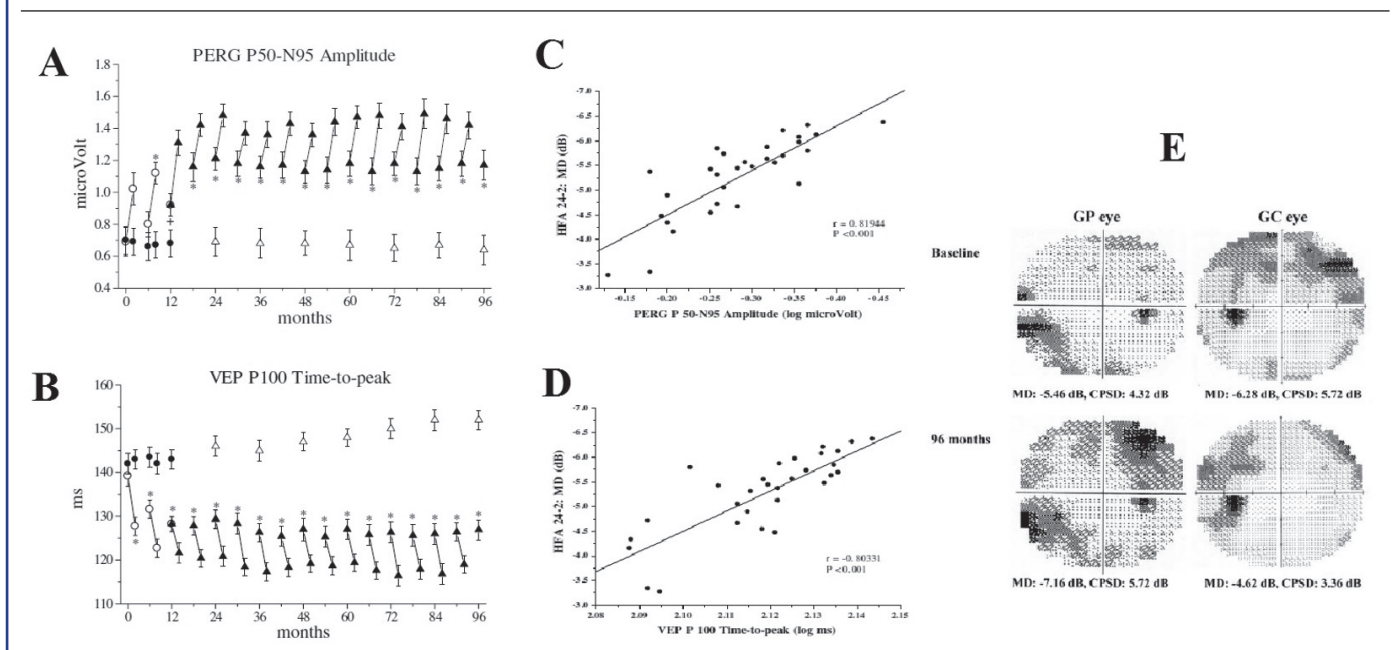 A
PERG P50-N95 Amplitude
microVolt
1.8
1.6
1.4
1.2
1.0
0.8
0.6
0.4
0 12 24 36 48 60 72 84 96
months
B
VEP P100 Time-to-peak
ms
160
150
140
130
120
110
0 12 24 36 48 60 72 84 96
months
C
HFA 24-2: MD (dB)
-7.0
-6.5
-6.0
-5.5
-5.0
-4.5
-4.0
-3.5
-3.0
r = 0.81944
P <0.001
-0.15 -0.20 -0.25 -0.30 -0.35 -0.40 -0.45
PERG P 50-N95 Amplitude (log microVolt)
D
HFA 24-2: MD (dB)
-7.0
-6.5
-6.0
-5.5
-5.0
-4.5
-4.0
-3.5
-3.0
r = -0.80331
P <0.001
2.08 2.09 2.10 2.11 2.12 2.13 2.14 2.15
VEP P 100 Time-to-peak (log ms)
E
GP eye GC eye
Baseline
MD: -5.46 dB, CPSD: 4.32 dB MD: -6.28 dB, CPSD: 5.72 dB
96 months
MD: -7.16 dB, CPSD: 5.72 dB MD: -4.62 dB, CPSD: 3.36 dB